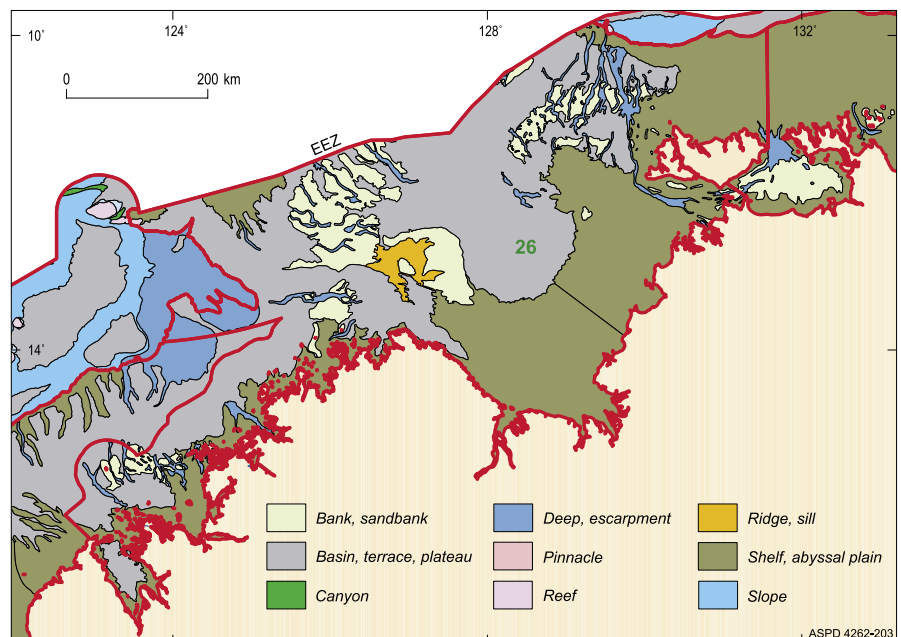 10° 124° 128° 132°
0 200 km
EEZ
26
14°
Bank, sandbank Deep, escarpment Ridge, sill
Basin, terrace, plateau Pinnacle Shelf, abyssal plain
Canyon Reef Slope
ASPD 4262-203